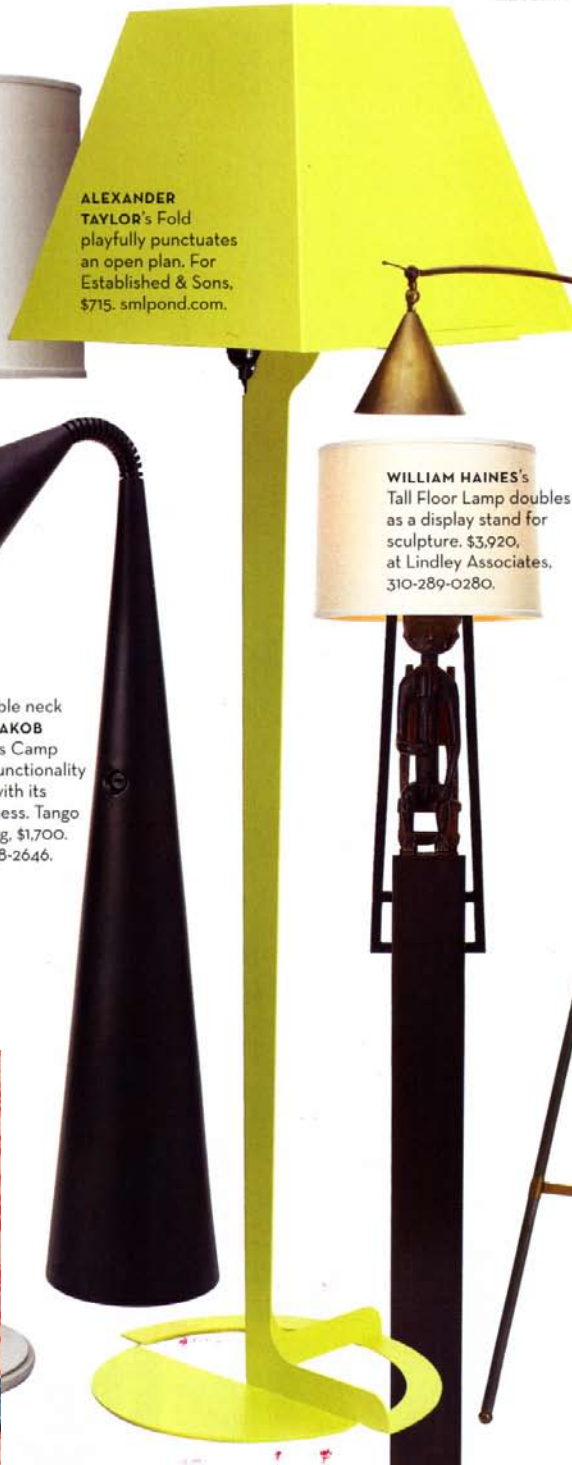 ALEXANDER
TAYLOR's Fold
playfully punctuates
an open plan. For
Established & Sons,
$715. smlpond.com.
WILLIAM HAINES's
Tall Floor Lamp doubles
as a display stand for
sculpture. $3,920,
at Lindley Associates,
310-289-0280.
ble neck
AKOB
s Camp
unctionality
with its
ess. Tango
g, $1,700.
8-2646.